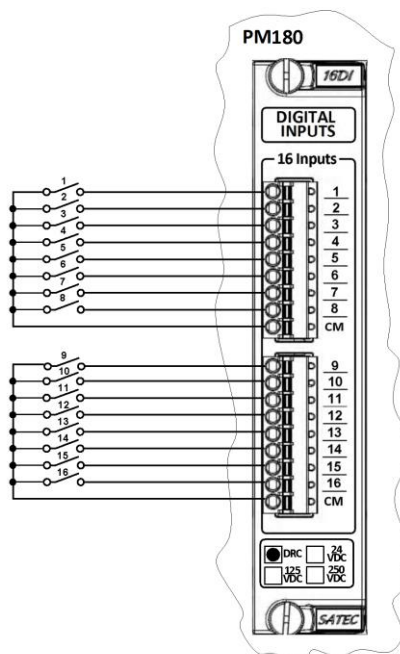 PM180
16DI
DIGITAL
INPUTS
16 Inputs
1
2
3
4
5
6
7
8
1
2
3
4
5
6
7
8
CM
9
10
11
12
13
14
15
16
9
10
11
12
13
14
15
16
CM
DRC
24
VDC
125
VDC
250
VDC
SATEC